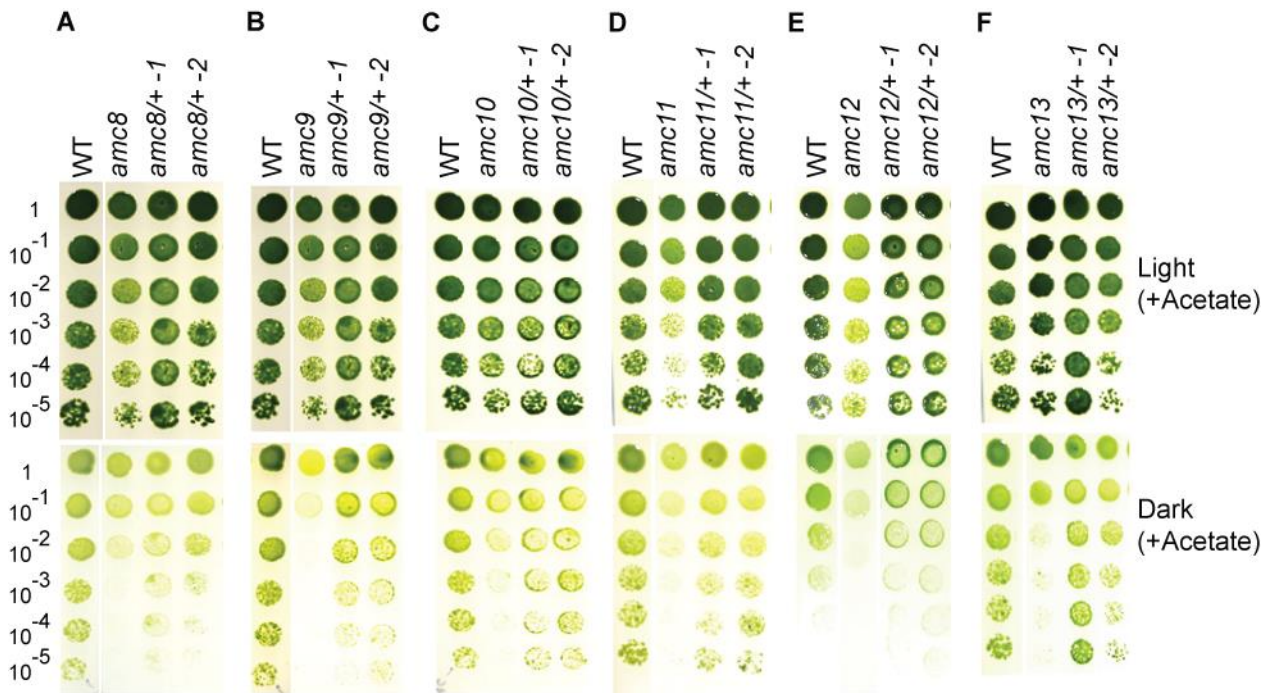 A B C D E F
WT amc8 amc8/+ -1 amc8/+ -2
WT amc9 amc9/+ -1 amc9/+ -2
WT amc10 amc10/+ -1 amc10/+ -2
WT amc11 amc11/+ -1 amc11/+ -2
WT amc12 amc12/+ -1 amc12/+ -2
WT amc13 amc13/+ -1 amc13/+ -2
1
10⁻¹
10⁻²
10⁻³
10⁻⁴
10⁻⁵
Light
(+Acetate)
1
10⁻¹
10⁻²
10⁻³
10⁻⁴
10⁻⁵
Dark
(+Acetate)